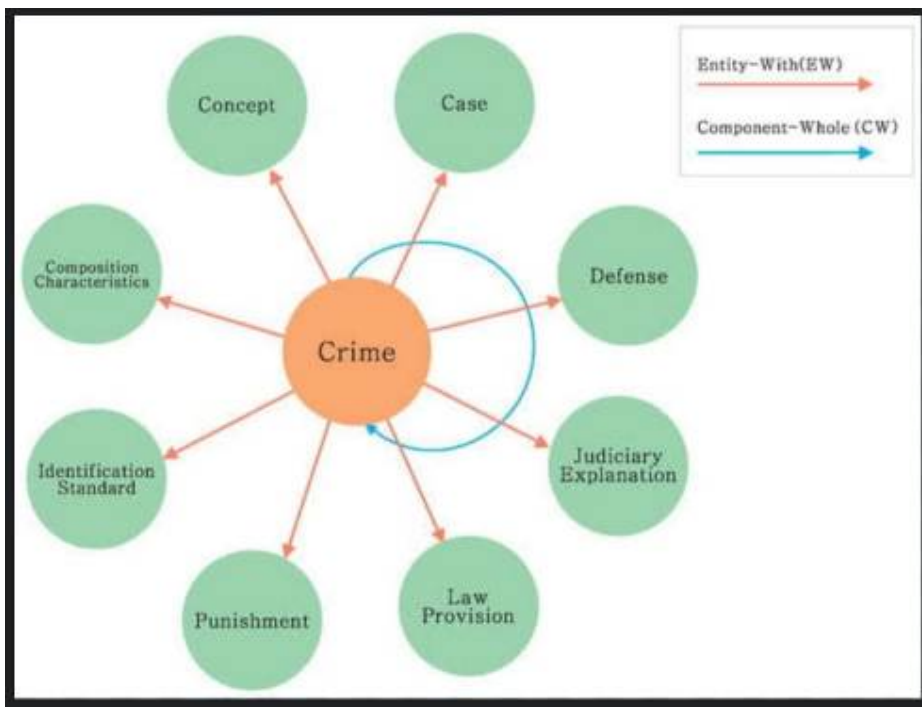 Concept
Case
Entity-With(EW)
Component-Whole (CW)
Composition
Characteristics
Defense
Crime
Identification
Standard
Judiciary
Explanation
Punishment
Law
Provision